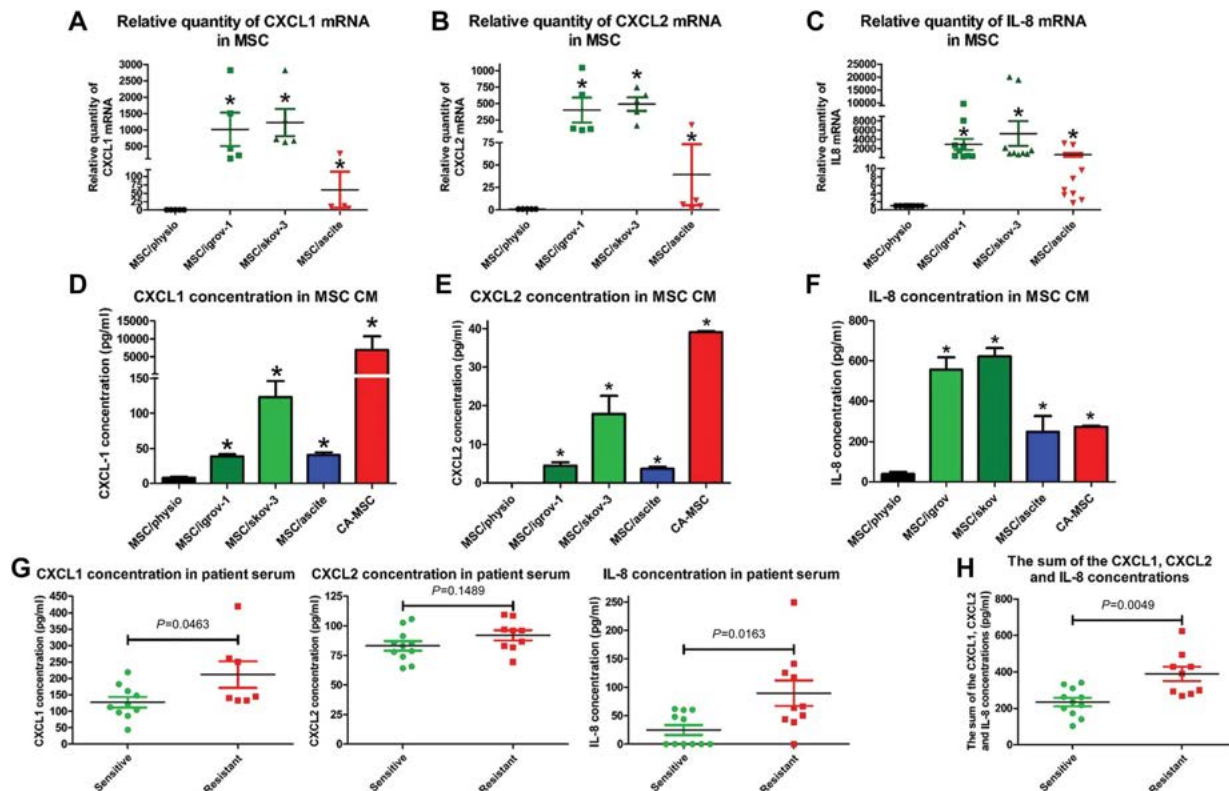 A
Relative quantity of CXCL1 mRNA
in MSC
Relative quantity of
CXCL1 mRNA
3000
2500
2000
1500
1000
500
100
75
50
25
0
*
*
*
MSC/physio
MSC/igrov-1
MSC/skov-3
MSC/ascite
B
Relative quantity of CXCL2 mRNA
in MSC
Relative quantity of
CXCL2 mRNA
1000
750
500
250
75
50
25
0
*
*
*
MSC/physio
MSC/igrov-1
MSC/skov-3
MSC/ascite
C
Relative quantity of IL-8 mRNA
in MSC
Relative quantity of
IL8 mRNA
25000
20000
15000
10000
8000
6000
4000
2000
8
6
4
2
0
*
*
*
MSC/physio
MSC/igrov-1
MSC/skov-3
MSC/ascite
D
CXCL1 concentration in MSC CM
CXCL-1 concentration (pg/ml)
15000
10000
5000
150
100
50
0
*
*
*
*
MSC/physio
MSC/igrov-1
MSC/skov-3
MSC/ascite
CA-MSC
E
CXCL2 concentration in MSC CM
CXCL2 concentration (pg/ml)
40
20
0
*
*
*
*
MSC/physio
MSC/igrov-1
MSC/skov-3
MSC/ascite
CA-MSC
F
IL-8 concentration in MSC CM
IL-8 concentration (pg/ml)
800
600
400
200
0
*
*
*
*
MSC/physio
MSC/igrov
MSC/skov
MSC/ascite
CA-MSC
G
CXCL1 concentration in patient serum
CXCL1 concentration (pg/ml)
450
400
350
300
250
200
150
100
50
0
P=0.0463
Sensitive
Resistant
CXCL2 concentration in patient serum
CXCL2 concentration (pg/ml)
125
100
75
50
25
0
P=0.1489
Sensitive
Resistant
IL-8 concentration in patient serum
IL-8 concentration (pg/ml)
250
200
150
100
50
0
P=0.0163
Sensitive
Resistant
H
The sum of the CXCL1, CXCL2
and IL-8 concentrations
The sum of the CXCL1, CXCL2
and IL-8 concentrations (pg/ml)
800
600
400
200
0
P=0.0049
Sensitive
Resistant